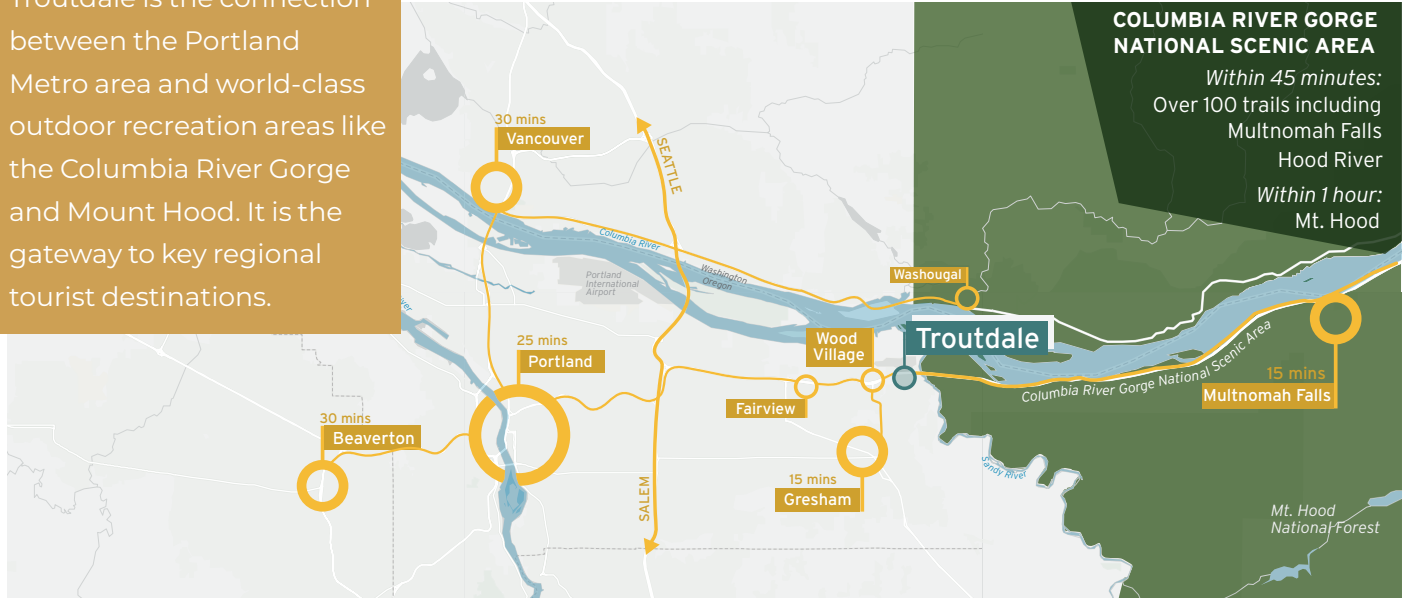 Troutdale is the connection
between the Portland
Metro area and world-class
outdoor recreation areas like
the Columbia River Gorge
and Mount Hood. It is the
gateway to key regional
tourist destinations.
COLUMBIA RIVER GORGE
NATIONAL SCENIC AREA
Within 45 minutes:
Over 100 trails including
Multnomah Falls
Hood River
Within 1 hour:
Mt. Hood
30 mins
Vancouver
SEATTLE
Columbia River
Washington
Oregon
Portland
International
Airport
Washougal
Troutdale
Wood
Village
Fairview
25 mins
Portland
30 mins
Beaverton
15 mins
Gresham
SALEM
Columbia River Gorge National Scenic Area
15 mins
Multnomah Falls
Sandy River
Mt. Hood
National Forest